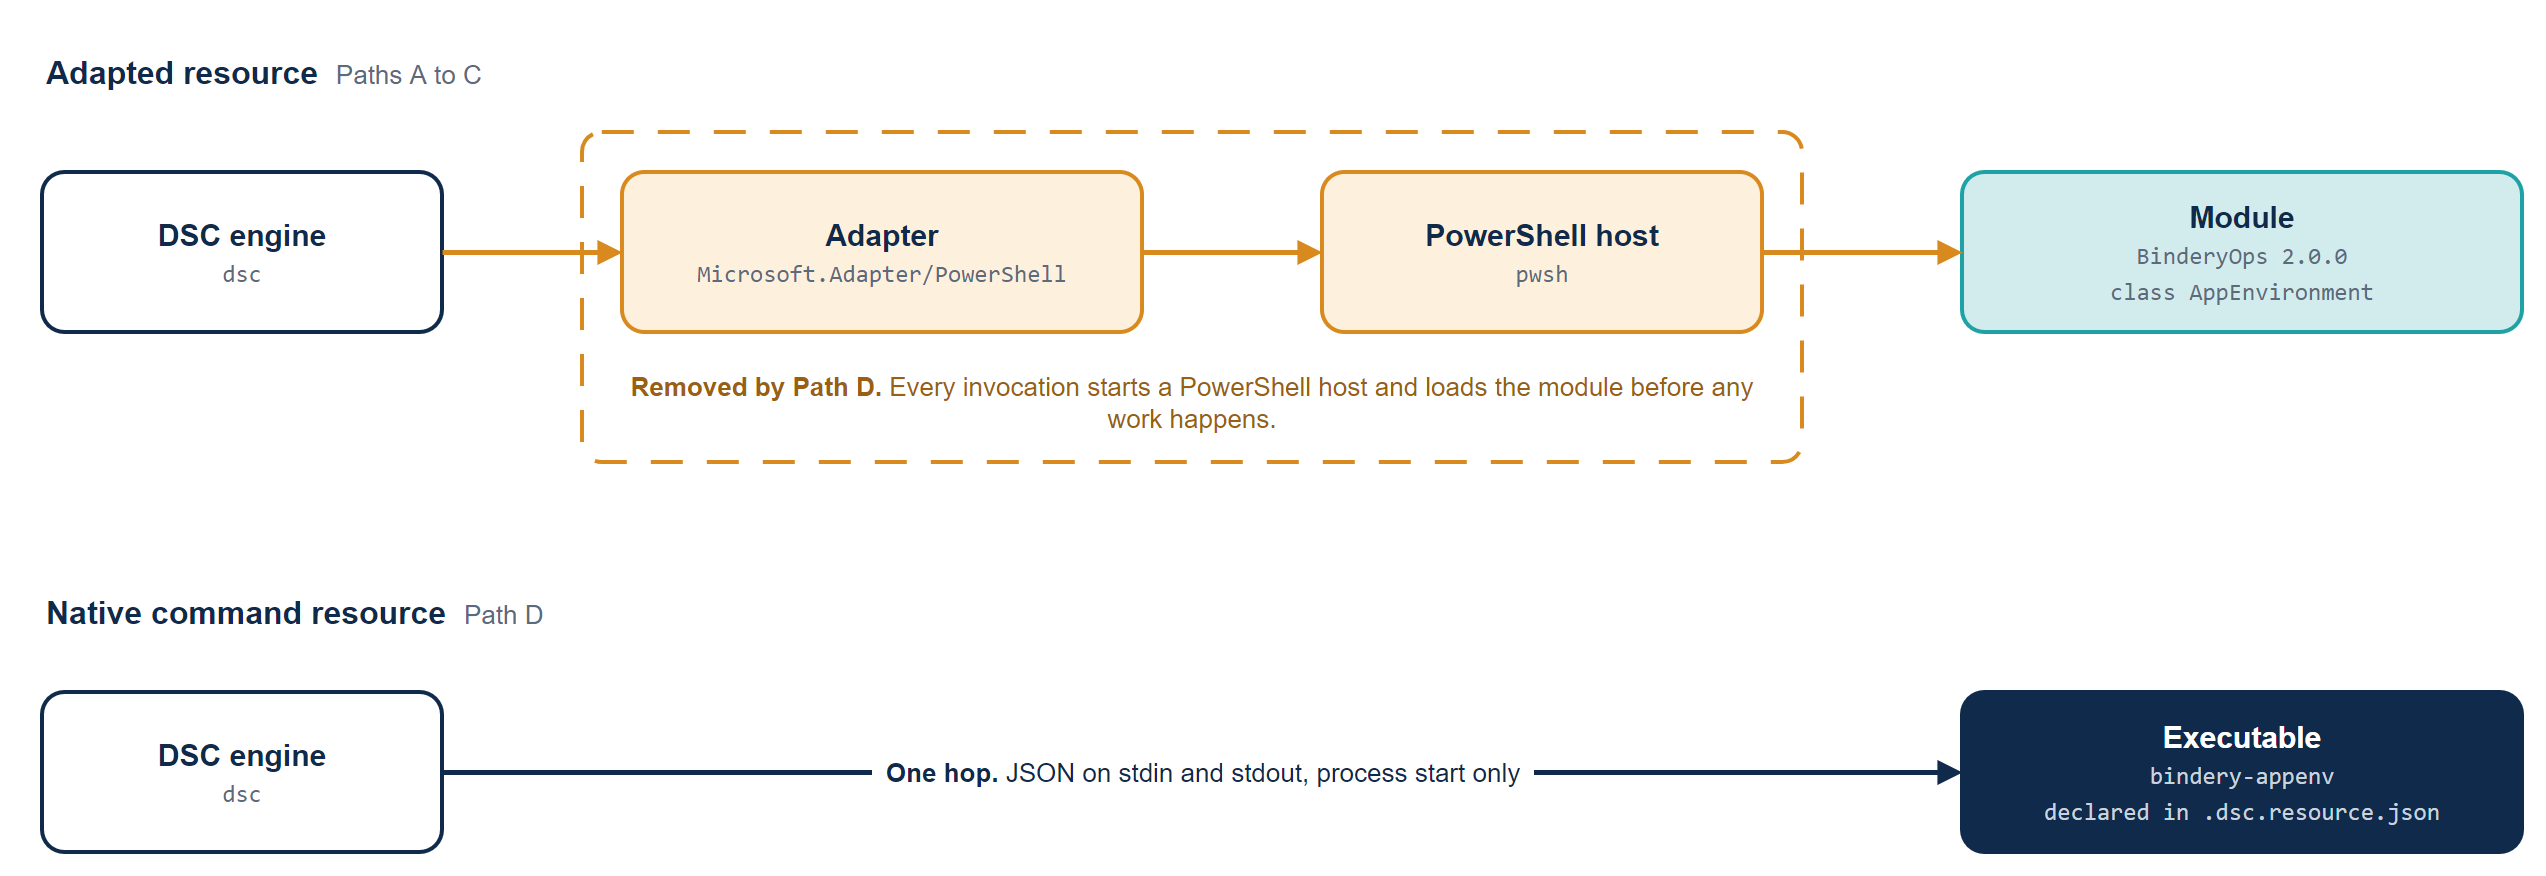 Adapted resource Paths A to C
DSC engine
dsc
Adapter
Microsoft.Adapter/PowerShell
PowerShell host
pwsh
Module
BinderyOps 2.0.0
class AppEnvironment
Removed by Path D. Every invocation starts a PowerShell host and loads the module before any
work happens.
Native command resource Path D
DSC engine
dsc
One hop. JSON on stdin and stdout, process start only
Executable
bindery-appenv
declared in .dsc.resource.json